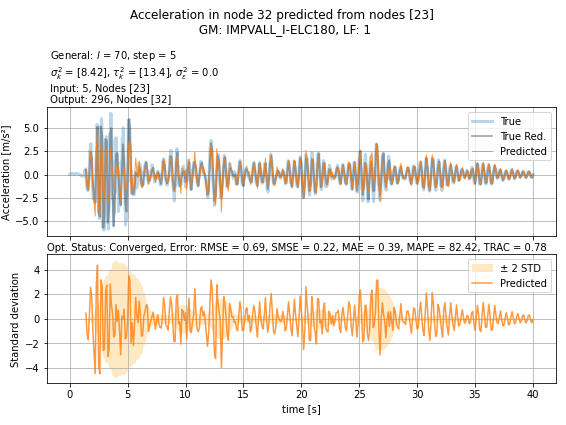 Acceleration in node 32 predicted from nodes [23]
GM: IMPVALL_I-ELC180, LF: 1
General: l = 70, step = 5
σ²ₖ = [8.42], τ²ₖ = [13.4], σ²ε = 0.0
Input: 5, Nodes [23]
Output: 296, Nodes [32]
Acceleration [m/s²]
5.0
2.5
0.0
−2.5
−5.0
True
True Red.
Predicted
Opt. Status: Converged, Error: RMSE = 0.69, SMSE = 0.22, MAE = 0.39, MAPE = 82.42, TRAC = 0.78
Standard deviation
4
2
0
−2
−4
± 2 STD
Predicted
0 5 10 15 20 25 30 35 40
time [s]